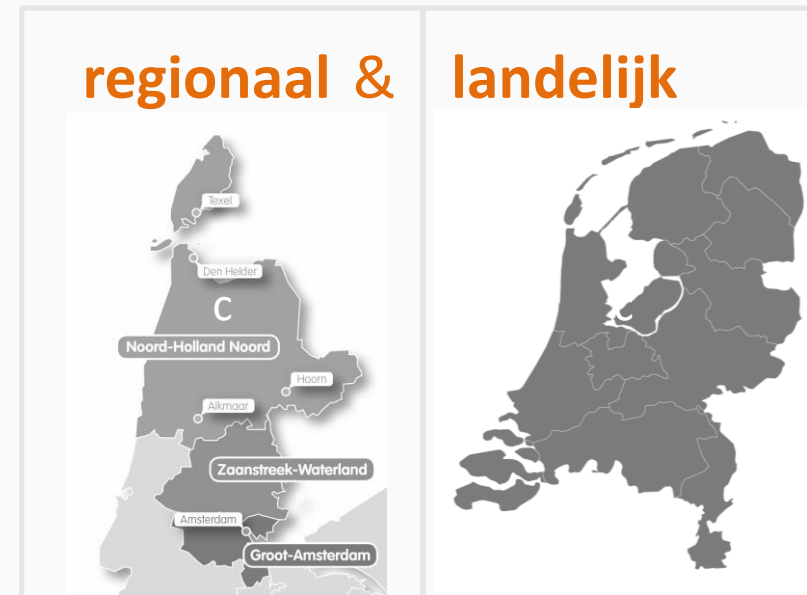 regionaal & landelijk
Texel
Den Helder
C
Noord-Holland Noord
Hoorn
Alkmaar
Zaanstreek-Waterland
Amsterdam
Groot-Amsterdam
C